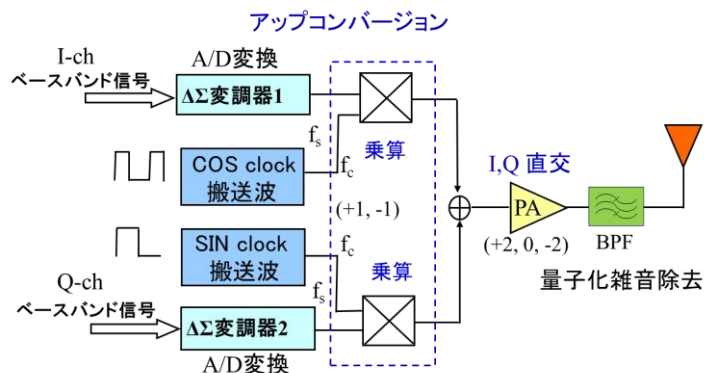 アップコンバージョン
I-ch
ベースバンド信号
A/D変換
ΔΣ変調器1
fs
乗算
COS clock
搬送波
fc
I,Q 直交
(+1, -1)
PA
(+2, 0, -2)
BPF
量子化雑音除去
SIN clock
搬送波
fc
乗算
Q-ch
ベースバンド信号
fs
ΔΣ変調器2
A/D変換